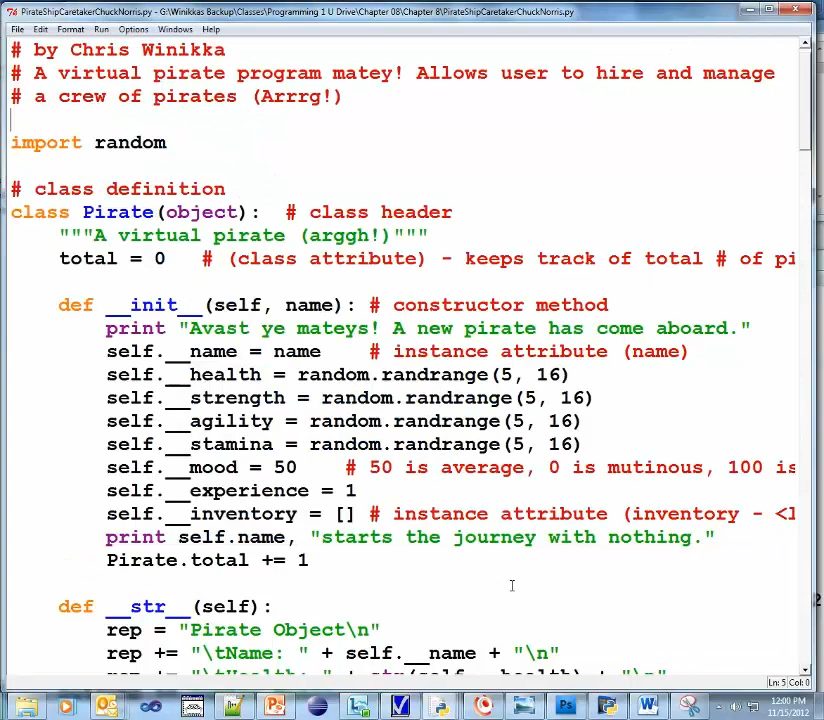 PirateShipCaretakerChuckNorris.py - G:\Winikkas Backup\Classes\Programming 1 U Drive\Chapter 08\Chapter 8\PirateShipCaretakerChuckNorris.py
File Edit Format Run Options Windows Help
# by Chris Winikka
# A virtual pirate program matey! Allows user to hire and manage
# a crew of pirates (Arrrg!)
import random
# class definition
class Pirate(object):  # class header
    """A virtual pirate (arggh!)"""
    total = 0   # (class attribute) - keeps track of total # of pi
    def __init__(self, name): # constructor method
        print "Avast ye mateys! A new pirate has come aboard."
        self.__name = name    # instance attribute (name)
        self.__health = random.randrange(5, 16)
        self.__strength = random.randrange(5, 16)
        self.__agility = random.randrange(5, 16)
        self.__stamina = random.randrange(5, 16)
        self.__mood = 50    # 50 is average, 0 is mutinous, 100 is
        self.__experience = 1
        self.__inventory = [] # instance attribute (inventory - <l
        print self.name, "starts the journey with nothing."
        Pirate.total += 1
    def __str__(self):
        rep = "Pirate Object\n"
        rep += "\tName: " + self.__name + "\n"
        rep += "\tHealth: " + str(self.__health) + "\n"
Ln: 5 Col: 0
12:00 PM
11/15/2012